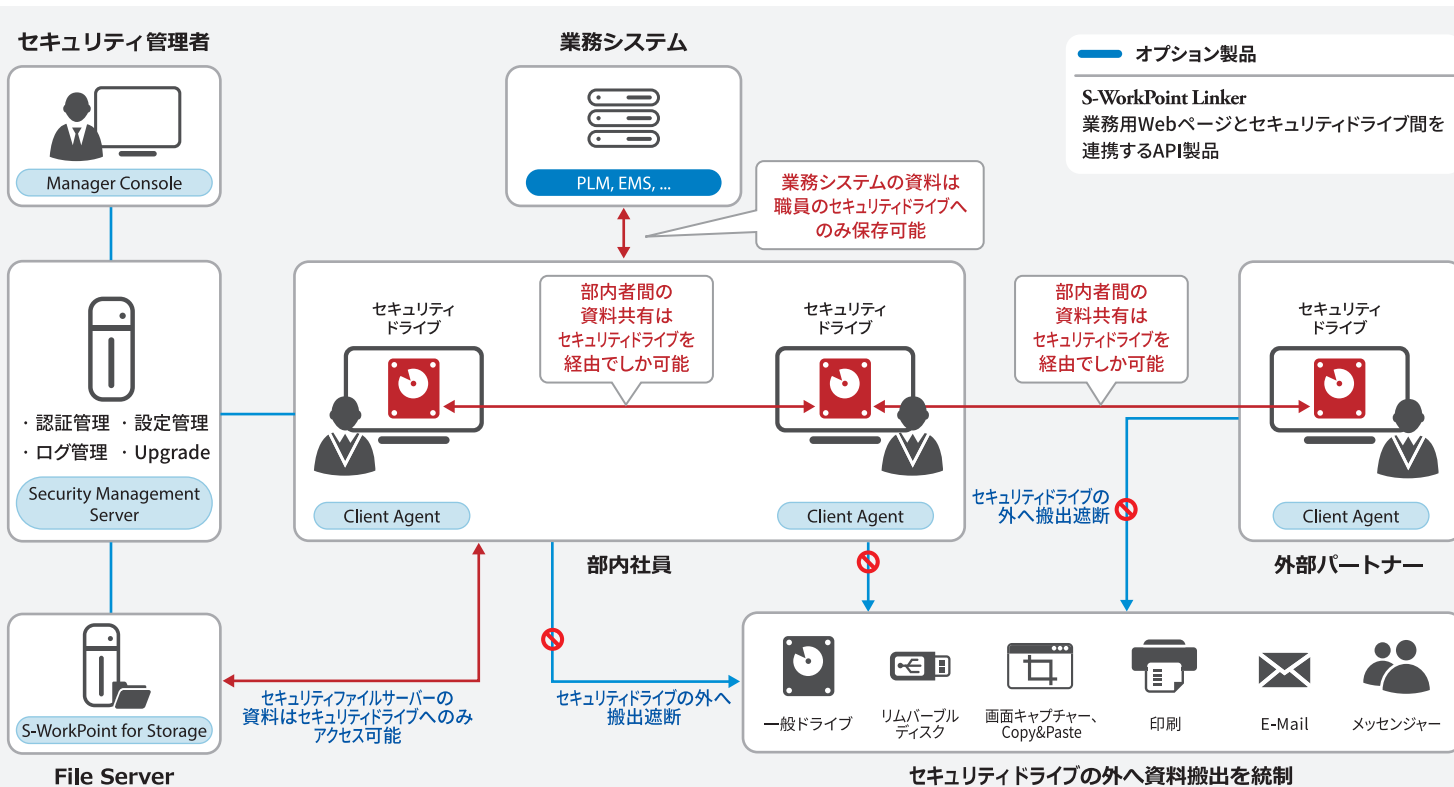 セキュリティ管理者
Manager Console
業務システム
PLM, EMS, ...
オプション製品
S-WorkPoint Linker
業務用Webページとセキュリティドライブ間を
連携するAPI製品
業務システムの資料は
職員のセキュリティドライブへ
のみ保存可能
・認証管理 ・設定管理
・ログ管理 ・Upgrade
Security Management
Server
セキュリティ
ドライブ
部内者間の
資料共有は
セキュリティドライブを
経由でしか可能
セキュリティ
ドライブ
部内者間の
資料共有は
セキュリティドライブを
経由でしか可能
セキュリティ
ドライブ
Client Agent
Client Agent
セキュリティドライブの
外へ搬出遮断
Client Agent
部内社員
外部パートナー
S-WorkPoint for Storage
File Server
セキュリティファイルサーバーの
資料はセキュリティドライブへのみ
アクセス可能
セキュリティドライブの外へ
搬出遮断
一般ドライブ
リムバーブル
ディスク
画面キャプチャー、
Copy&Paste
印刷
E-Mail
メッセンジャー
セキュリティドライブの外へ資料搬出を統制